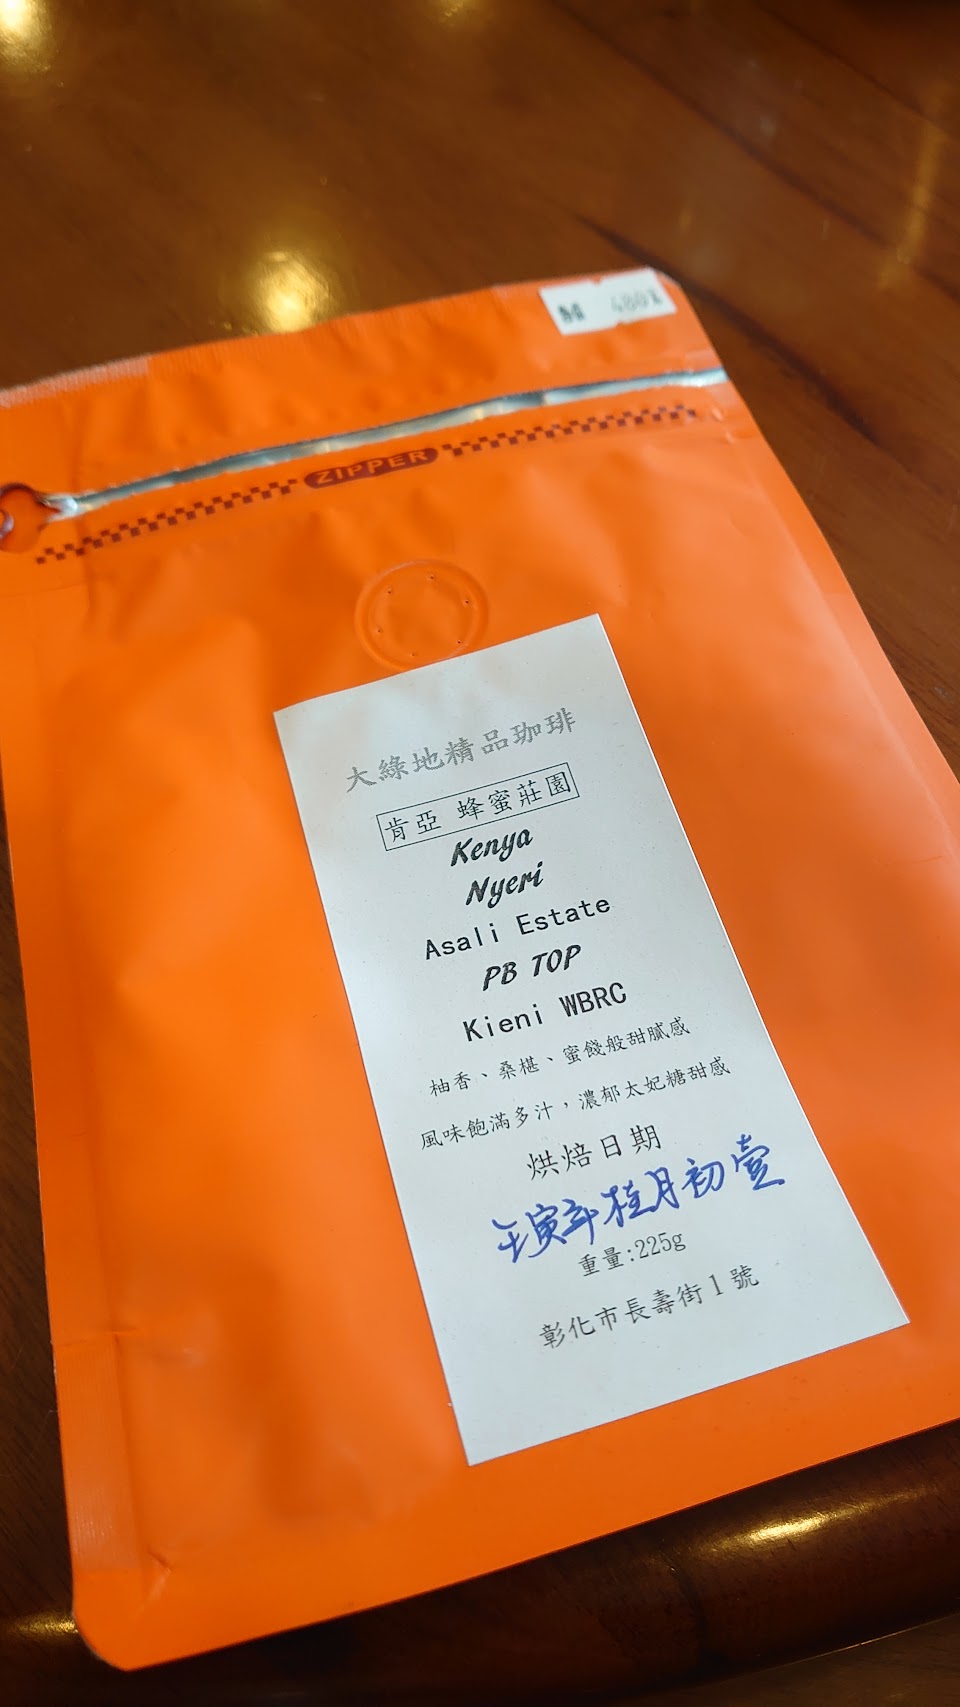 ZIPPER
大綠地精品珈琲
肯亞 蜂蜜莊園
Kenya
Nyeri
Asali Estate
PB TOP
Kieni WBRC
柚香、桑椹、蜜餞般甜膩感
風味飽滿多汁，濃郁太妃糖甜感
烘焙日期
壬寅年桂月初壹
重量:225g
彰化市長壽街1號